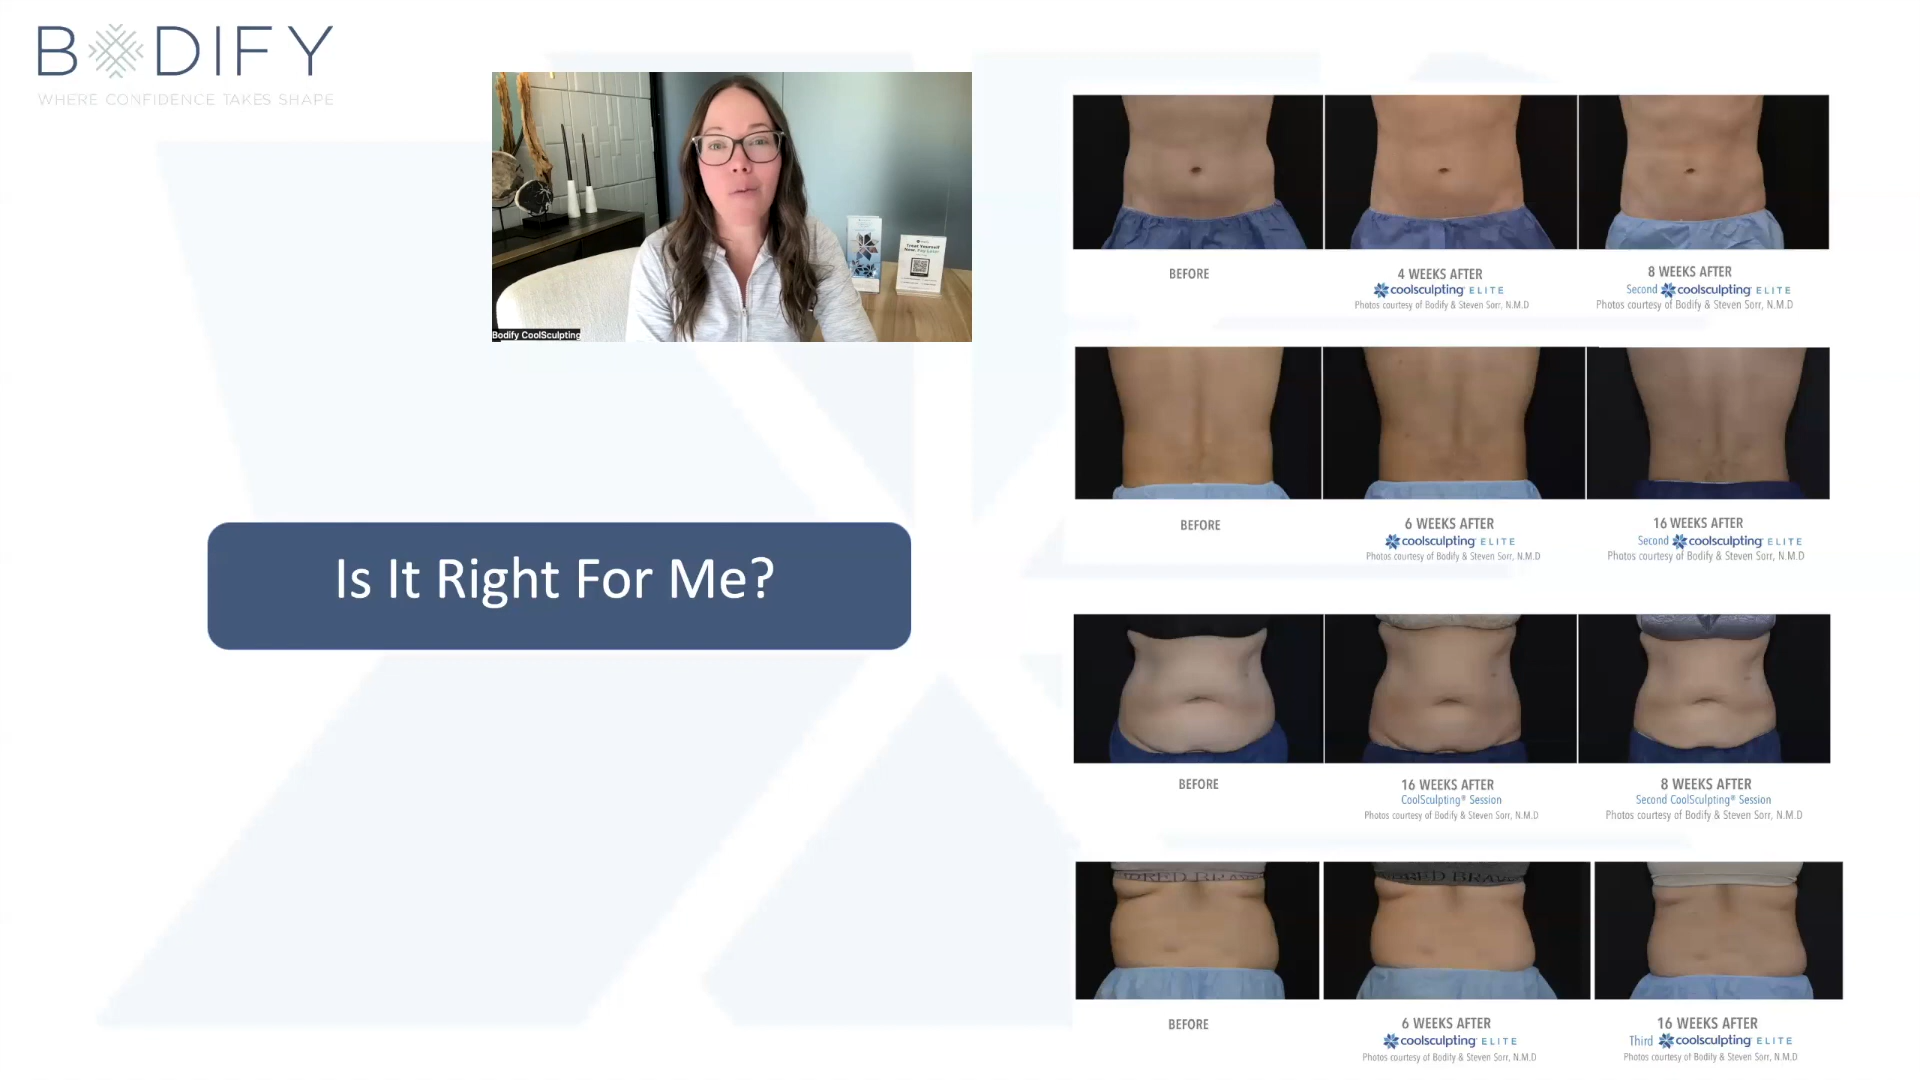 BODIFY
WHERE CONFIDENCE TAKES SHAPE
Bodify CoolSculpting
Is It Right For Me?
BEFORE
4 WEEKS AFTER
coolsculpting ELITE
Photos courtesy of Bodify & Steven Sorr, N.M.D
8 WEEKS AFTER
Second coolsculpting ELITE
Photos courtesy of Bodify & Steven Sorr, N.M.D
BEFORE
6 WEEKS AFTER
coolsculpting ELITE
Photos courtesy of Bodify & Steven Sorr, N.M.D
16 WEEKS AFTER
Second coolsculpting ELITE
Photos courtesy of Bodify & Steven Sorr, N.M.D
BEFORE
16 WEEKS AFTER
CoolSculpting® Session
Photos courtesy of Bodify & Steven Sorr, N.M.D
8 WEEKS AFTER
Second CoolSculpting® Session
Photos courtesy of Bodify & Steven Sorr, N.M.D
BEFORE
6 WEEKS AFTER
coolsculpting ELITE
Photos courtesy of Bodify & Steven Sorr, N.M.D
16 WEEKS AFTER
Third coolsculpting ELITE
Photos courtesy of Bodify & Steven Sorr, N.M.D